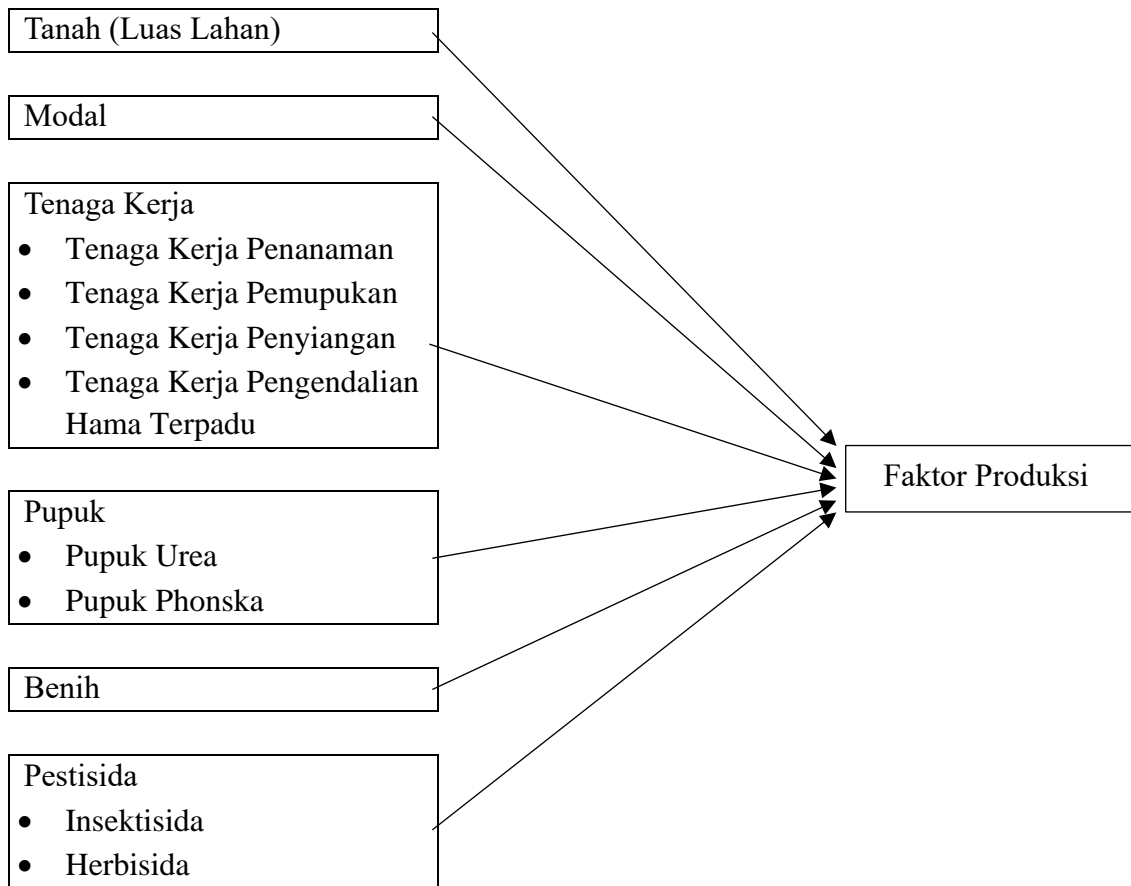 Tanah (Luas Lahan)
Modal
Tenaga Kerja
• Tenaga Kerja Penanaman
• Tenaga Kerja Pemupukan
• Tenaga Kerja Penyiangan
• Tenaga Kerja Pengendalian
Hama Terpadu
Faktor Produksi
Pupuk
• Pupuk Urea
• Pupuk Phonska
Benih
Pestisida
• Insektisida
• Herbisida